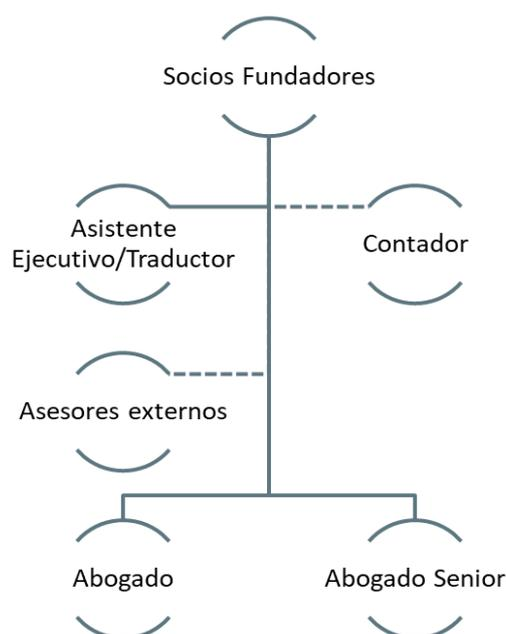 Socios Fundadores
Asistente
Ejecutivo/Traductor
Contador
Asesores externos
Abogado
Abogado Senior